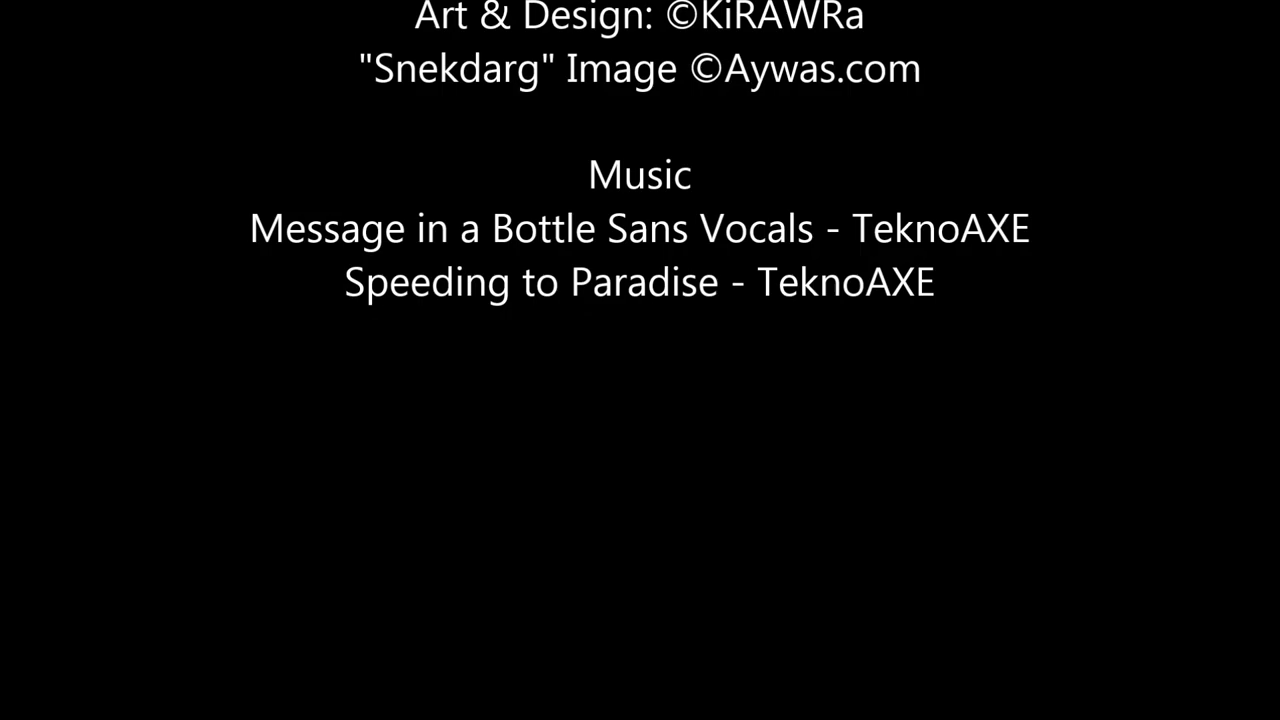 Art & Design: ©KiRAWRa
"Snekdarg" Image ©Aywas.com
Music
Message in a Bottle Sans Vocals - TeknoAXE
Speeding to Paradise - TeknoAXE